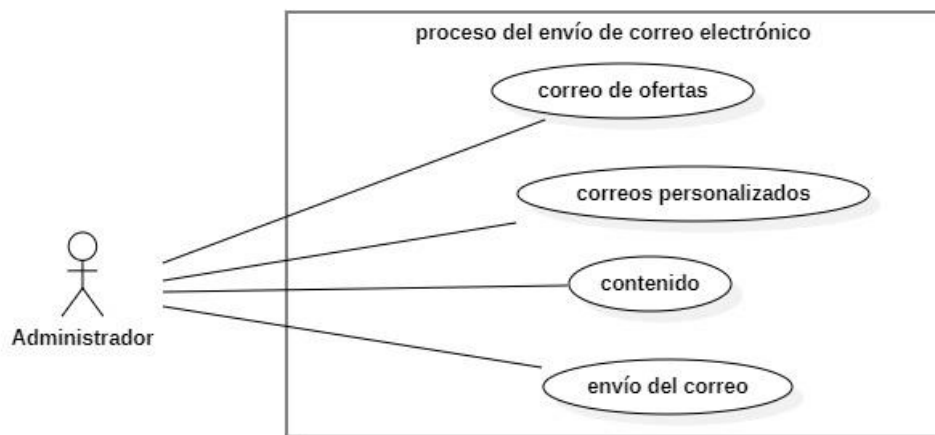 proceso del envío de correo electrónico
correo de ofertas
correos personalizados
contenido
Administrador
envío del correo